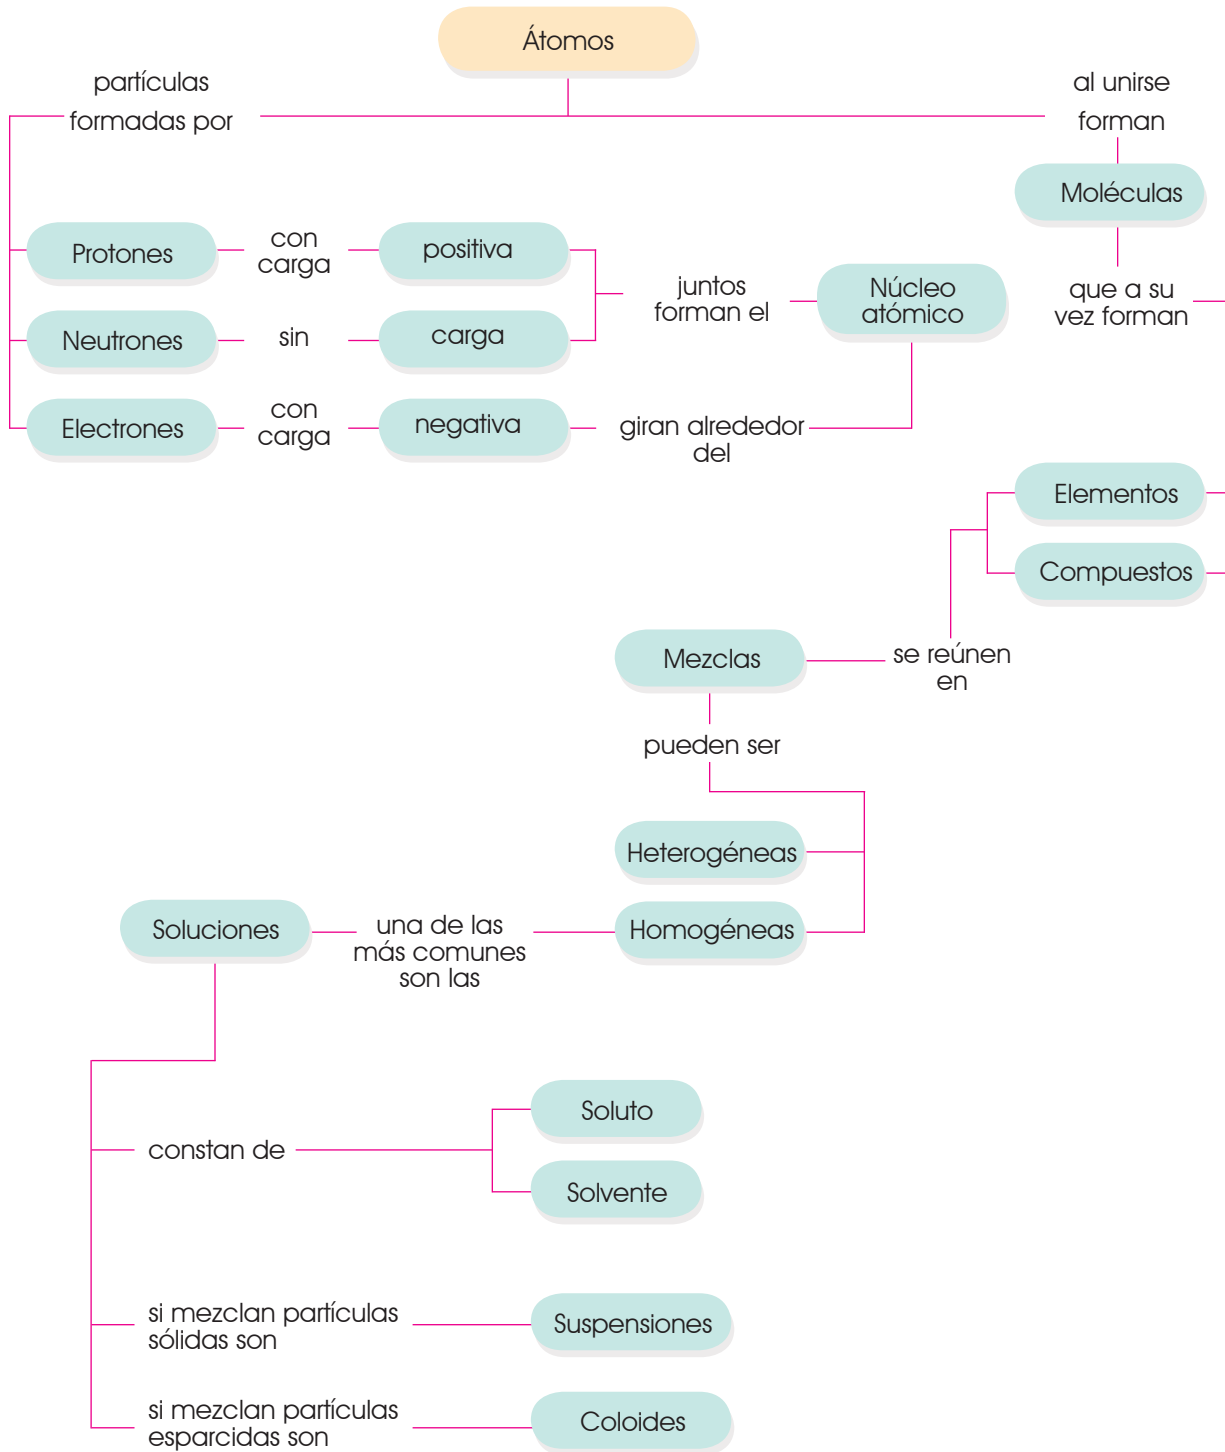 Átomos
partículas
formadas por
al unirse
forman
Moléculas
que a su
vez forman
Protones
con
carga
positiva
Neutrones
sin
carga
juntos
forman el
Núcleo
atómico
Electrones
con
carga
negativa
giran alrededor
del
Elementos
Compuestos
se reúnen
en
Mezclas
pueden ser
Heterogéneas
Homogéneas
una de las
más comunes
son las
Soluciones
constan de
Soluto
Solvente
si mezclan partículas
sólidas son
Suspensiones
si mezclan partículas
esparcidas son
Coloides